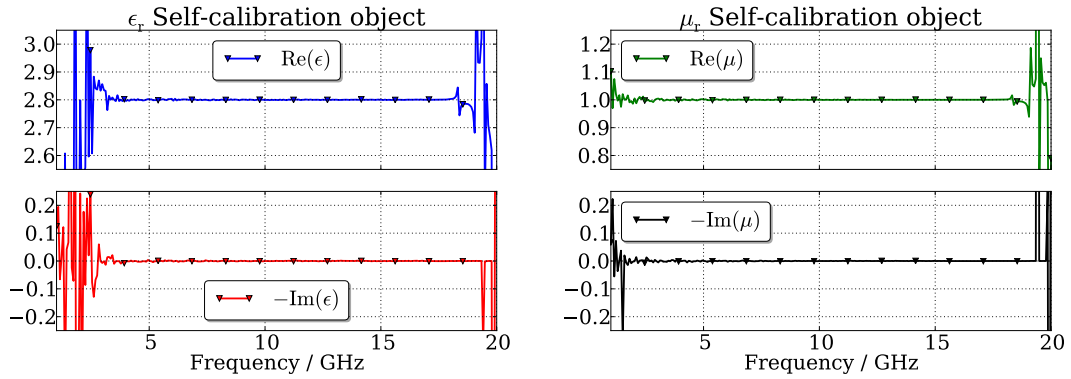 ϵr Self-calibration object
3.0
2.9
2.8
2.7
2.6
Re(ϵ)
0.2
0.1
0.0
−0.1
−0.2
−Im(ϵ)
5 10 15 20
Frequency / GHz
μr Self-calibration object
1.2
1.1
1.0
0.9
0.8
Re(μ)
0.2
0.1
0.0
−0.1
−0.2
−Im(μ)
5 10 15 20
Frequency / GHz